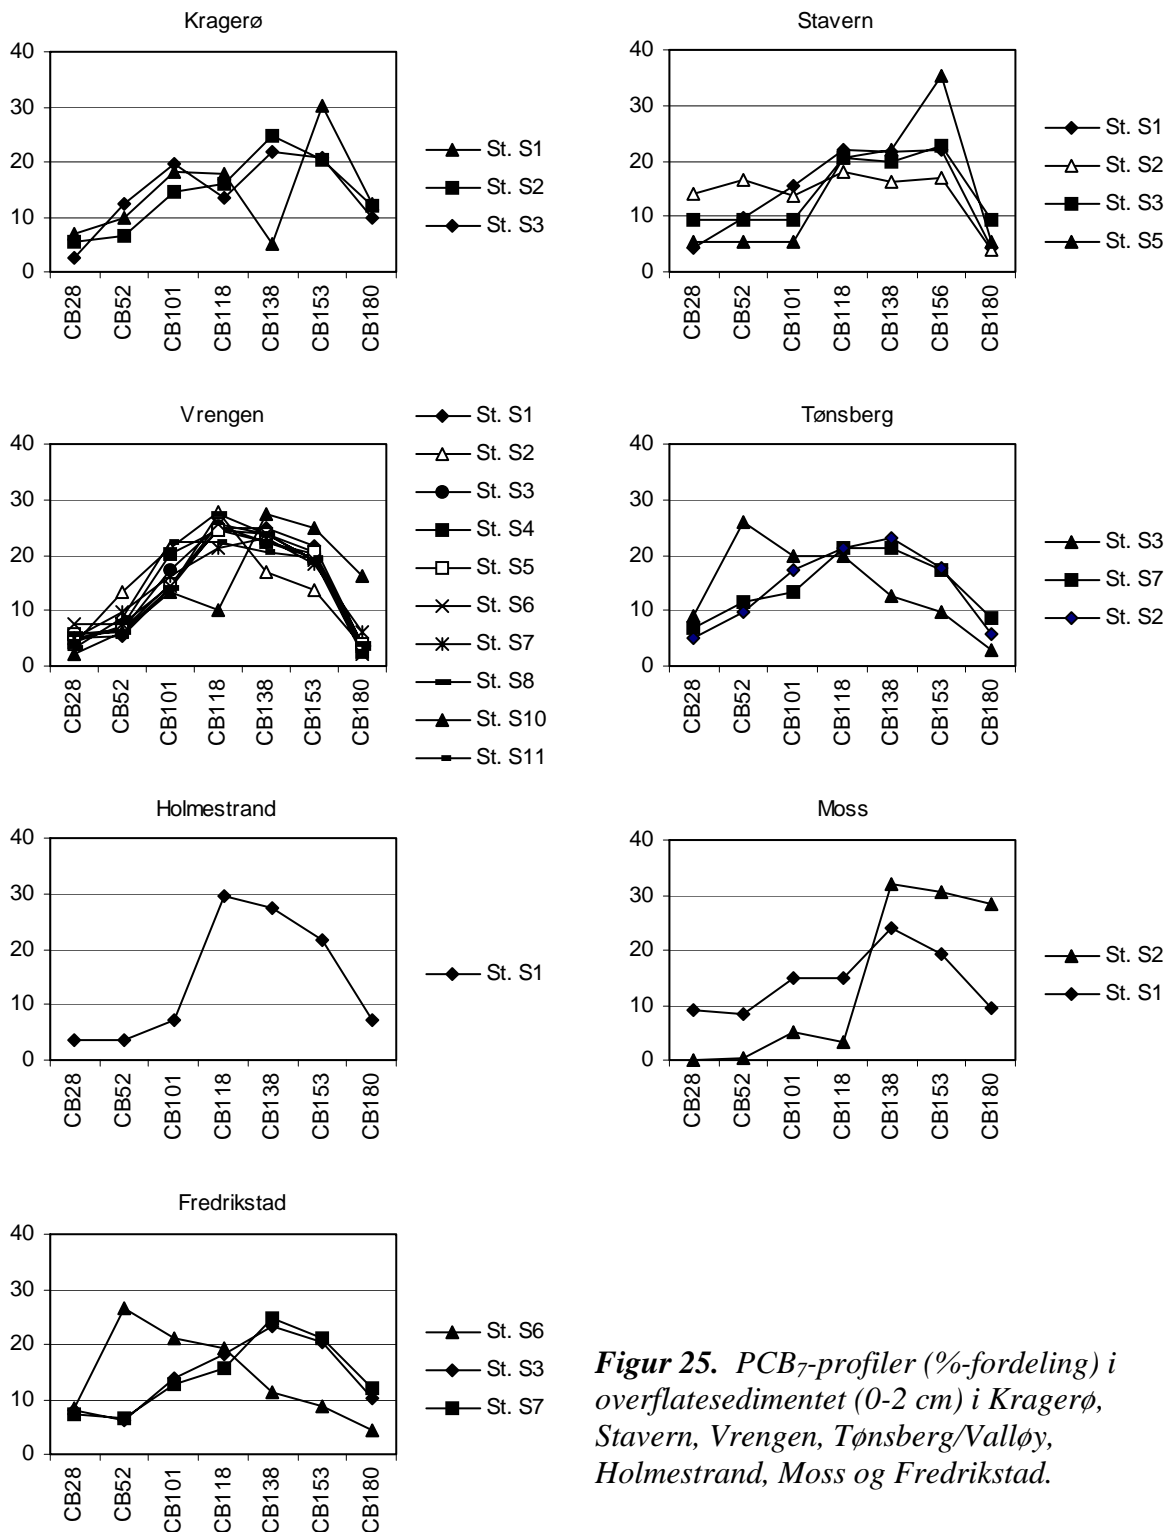 Kragerø
40
30
20
10
0
CB28
CB52
CB101
CB118
CB138
CB153
CB180
St. S1
St. S2
St. S3
Stavern
40
30
20
10
0
CB28
CB52
CB101
CB118
CB138
CB156
CB180
St. S1
St. S2
St. S3
St. S5
Vrengen
40
30
20
10
0
CB28
CB52
CB101
CB118
CB138
CB153
CB180
St. S1
St. S2
St. S3
St. S4
St. S5
St. S6
St. S7
St. S8
St. S10
St. S11
Tønsberg
40
30
20
10
0
CB28
CB52
CB101
CB118
CB138
CB153
CB180
St. S3
St. S7
St. S2
Holmestrand
40
30
20
10
0
CB28
CB52
CB101
CB118
CB138
CB153
CB180
St. S1
Moss
40
30
20
10
0
CB28
CB52
CB101
CB118
CB138
CB153
CB180
St. S2
St. S1
Fredrikstad
40
30
20
10
0
CB28
CB52
CB101
CB118
CB138
CB153
CB180
St. S6
St. S3
St. S7
Figur 25. PCB₇-profiler (%-fordeling) i
overflatesedimentet (0-2 cm) i Kragerø,
Stavern, Vrengen, Tønsberg/Valløy,
Holmestrand, Moss og Fredrikstad.